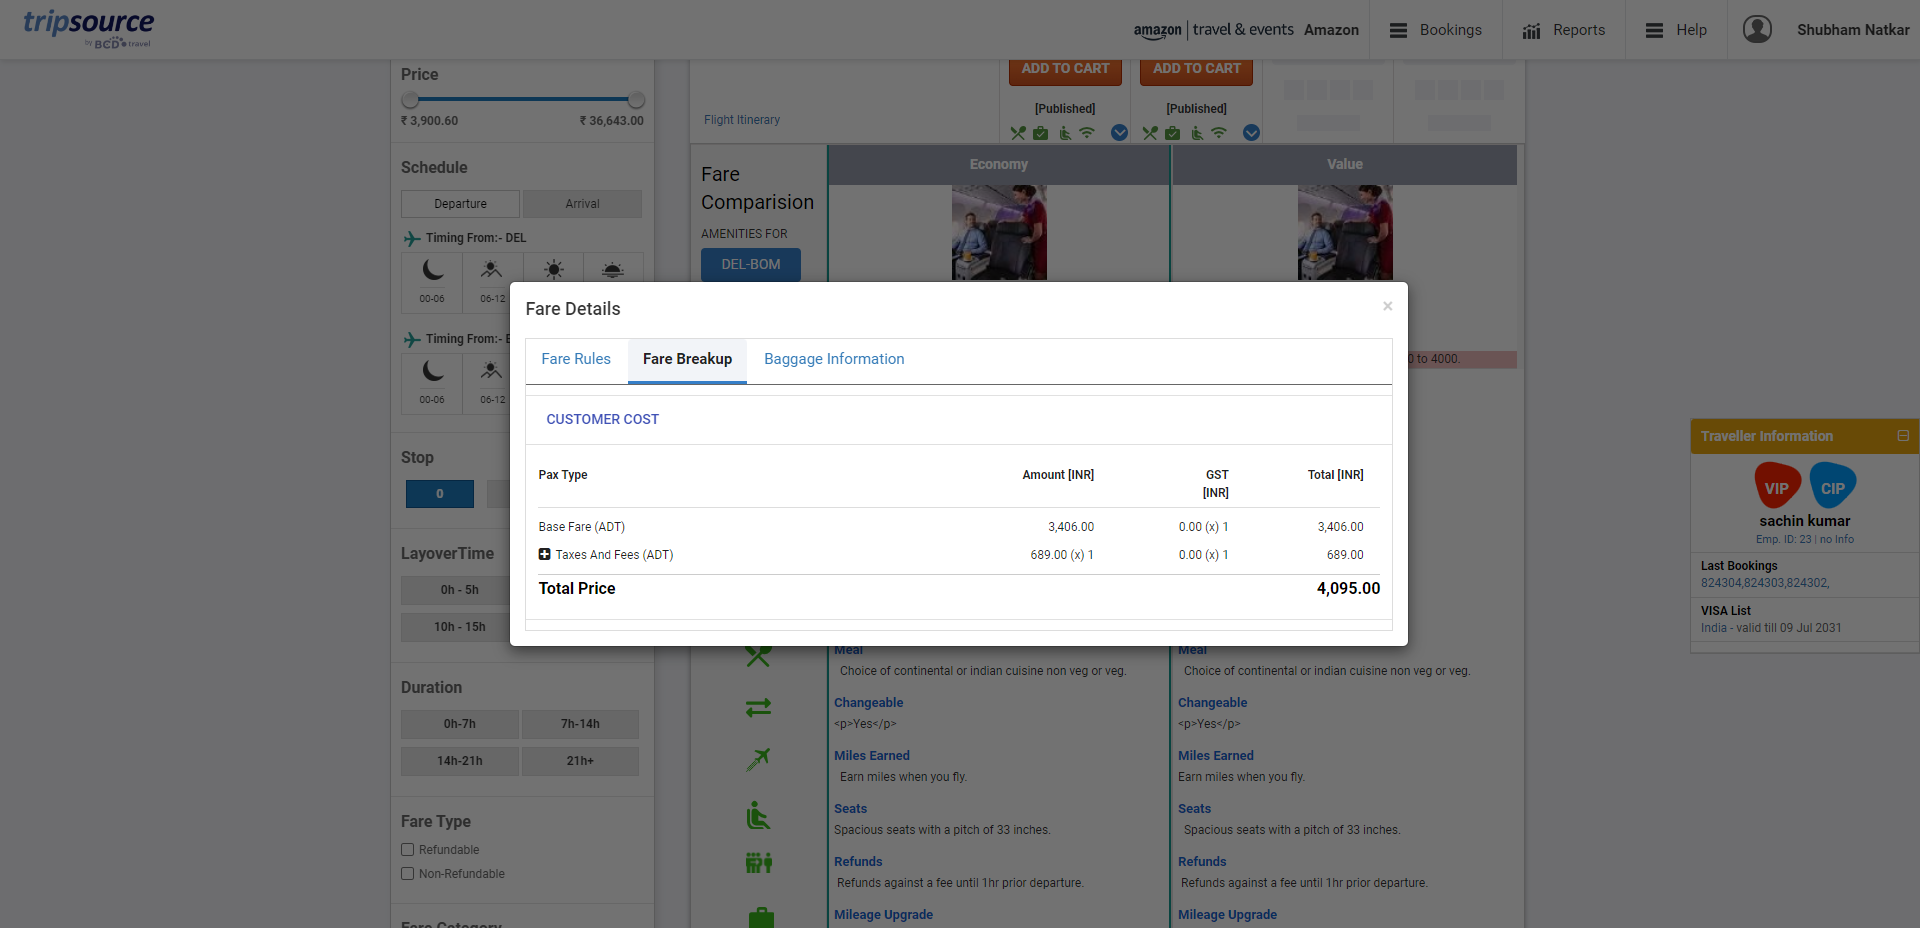 tripsource
by BCD travel
amazon | travel & events Amazon
Bookings
Reports
Help
Shubham Natkar
Price
₹ 3,900.60
₹ 36,643.00
Schedule
Departure
Arrival
Timing From:- DEL
00-06
06-12
Timing From:-
00-06
06-12
Stop
0
LayoverTime
0h - 5h
10h - 15h
Duration
0h-7h
7h-14h
14h-21h
21h+
Fare Type
Refundable
Non-Refundable
Fare Category
ADD TO CART
ADD TO CART
[Published]
[Published]
Flight Itinerary
Fare
Comparision
AMENITIES FOR
DEL-BOM
Economy
Value
0 to 4000.
Fare Details
×
Fare Rules
Fare Breakup
Baggage Information
CUSTOMER COST
Pax Type
Amount [INR]
GST
[INR]
Total [INR]
Base Fare (ADT)
3,406.00
0.00 (x) 1
3,406.00
Taxes And Fees (ADT)
689.00 (x) 1
0.00 (x) 1
689.00
Total Price
4,095.00
Meal
Choice of continental or indian cuisine non veg or veg.
Changeable
<p>Yes</p>
Miles Earned
Earn miles when you fly.
Seats
Spacious seats with a pitch of 33 inches.
Refunds
Refunds against a fee until 1hr prior departure.
Mileage Upgrade
Meal
Choice of continental or indian cuisine non veg or veg.
Changeable
<p>Yes</p>
Miles Earned
Earn miles when you fly.
Seats
Spacious seats with a pitch of 33 inches.
Refunds
Refunds against a fee until 1hr prior departure.
Mileage Upgrade
Traveller Information
VIP
CIP
sachin kumar
Emp. ID: 23 | no Info
Last Bookings
824304,824303,824302,
VISA List
India - valid till 09 Jul 2031